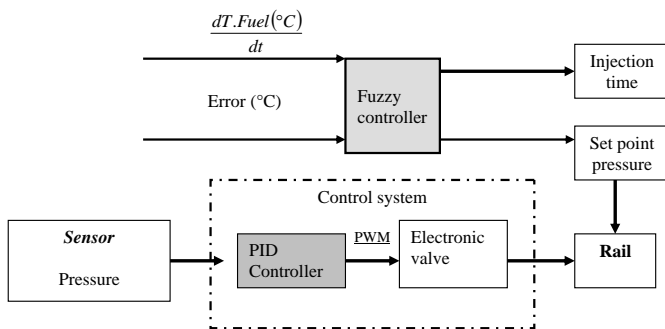 dT.Fuel(°C)
dt
Injection
time
Error (°C)
Fuzzy
controller
Set point
pressure
Control system
Sensor
Pressure
PID
Controller
PWM
Electronic
valve
Rail